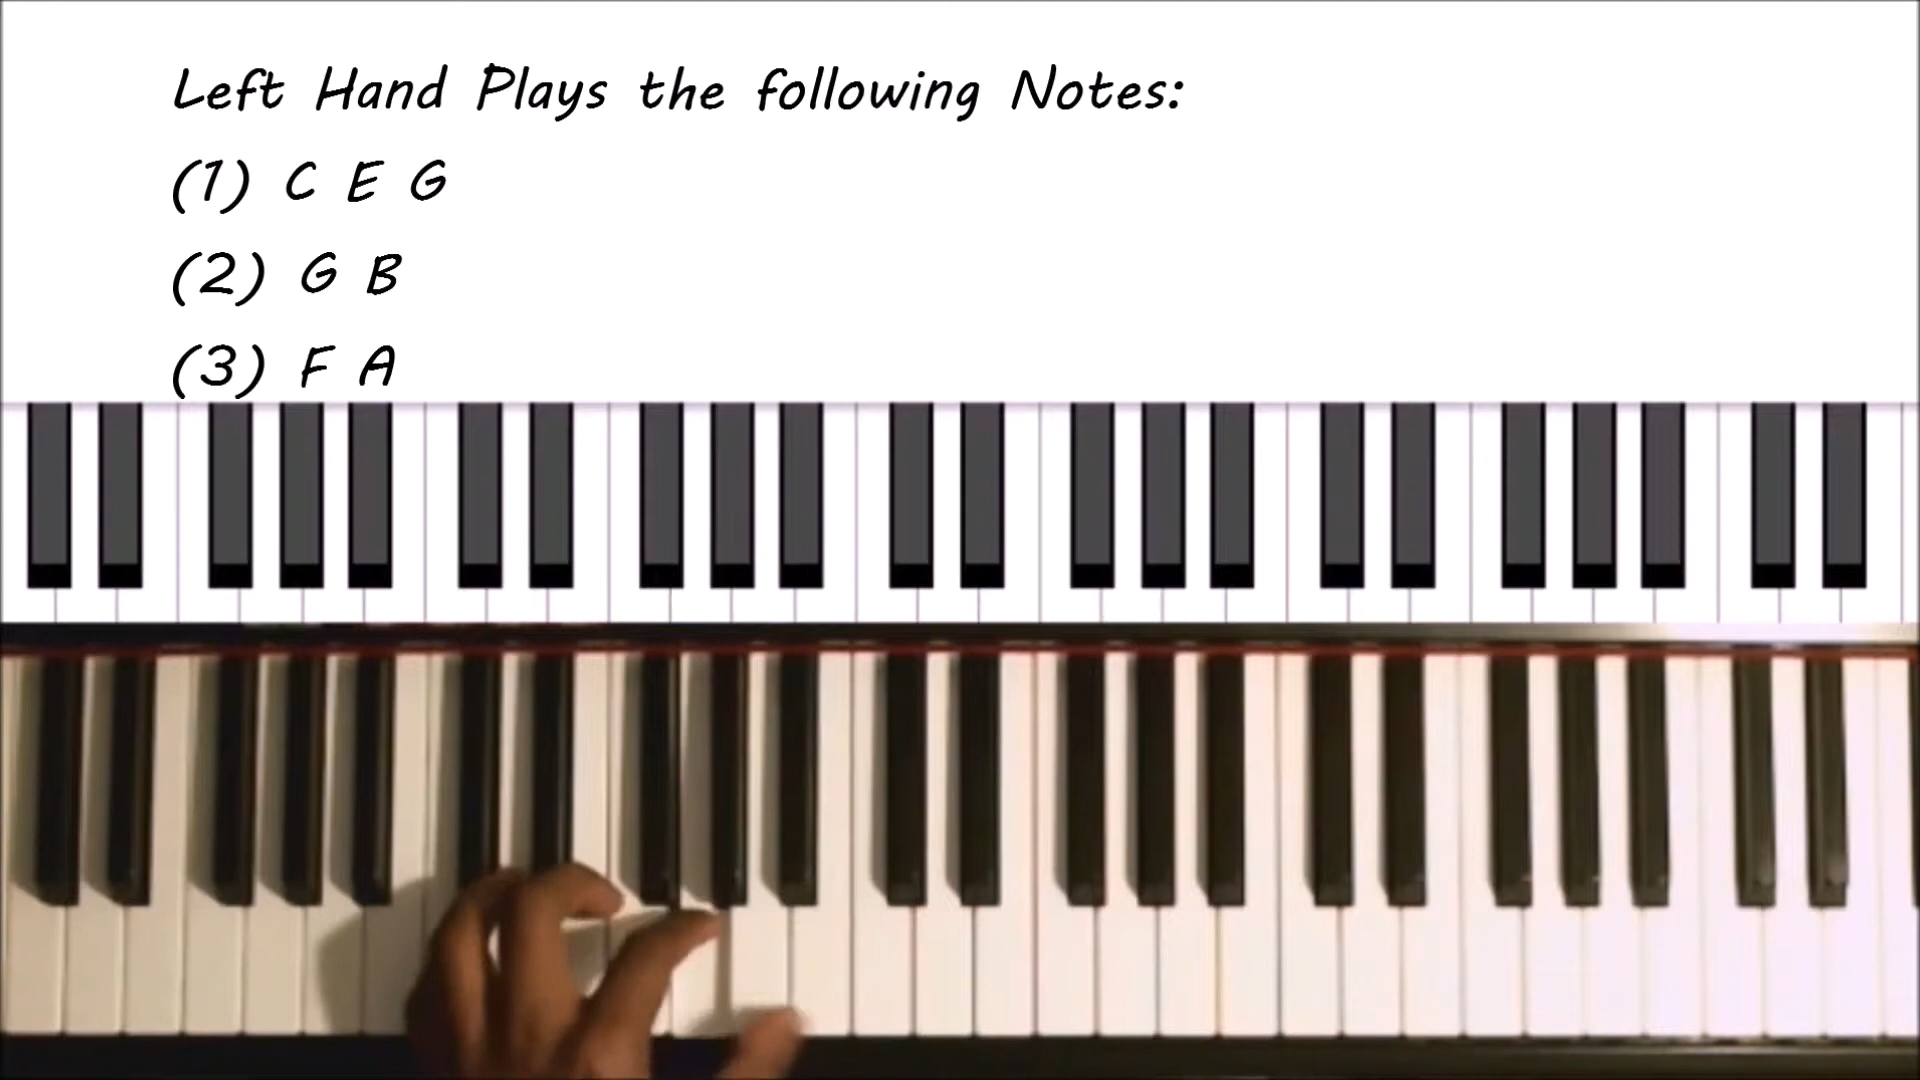 Left Hand Plays the following Notes:
(1) C E G
(2) G B
(3) F A